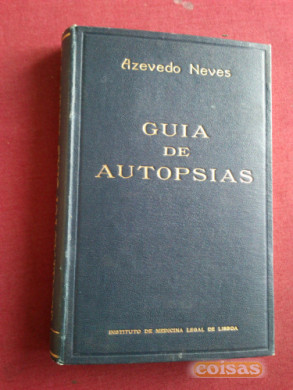 Azevedo Neves
GUIA
DE
AUTOPSIAS
INSTITUTO DE MEDICINA LEGAL DE LISBOA
coisas